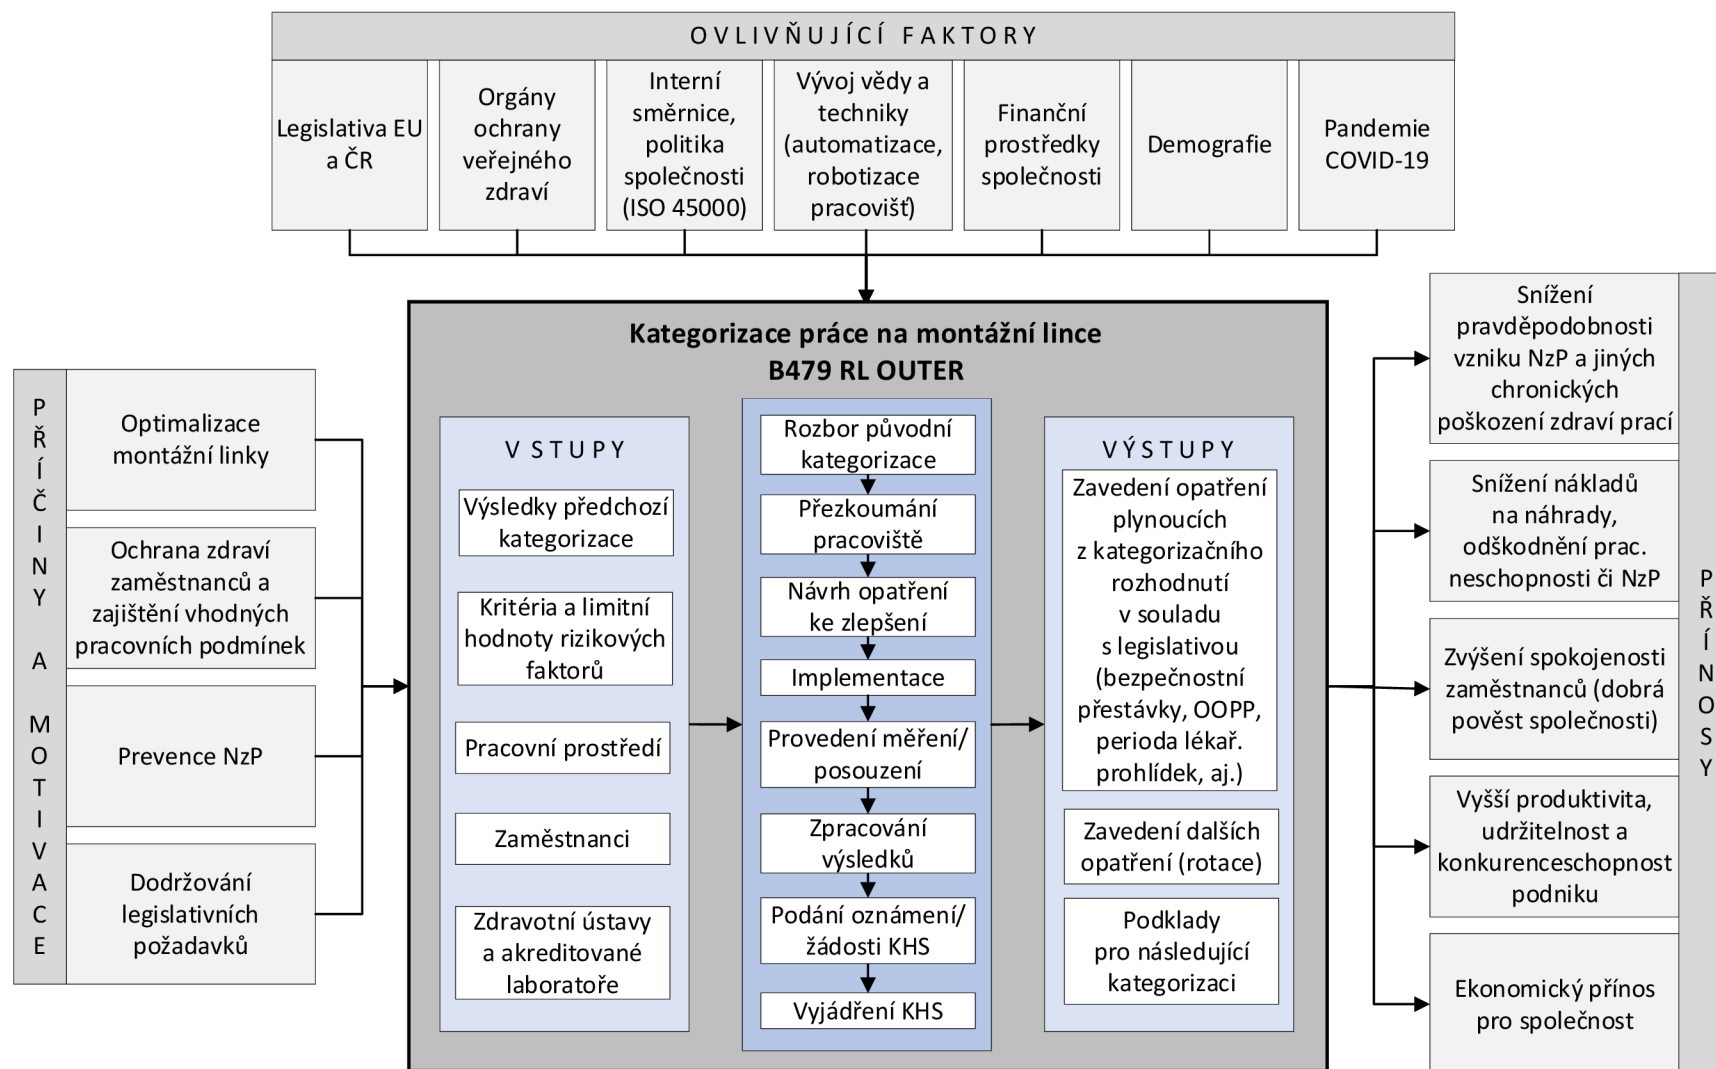 OVLIVŇUJÍCÍ FAKTORY
Legislativa EU
a ČR
Orgány
ochrany
veřejného
zdraví
Interní
směrnice,
politika
společnosti
(ISO 45000)
Vývoj vědy a
techniky
(automatizace,
robotizace
pracovišť)
Finanční
prostředky
společnosti
Demografie
Pandemie
COVID-19
PŘÍČINY A MOTIVACE
Optimalizace
montážní linky
Ochrana zdraví
zaměstnanců a
zajištění vhodných
pracovních podmínek
Prevence NzP
Dodržování
legislativních
požadavků
Kategorizace práce na montážní lince
B479 RL OUTER
VSTUPY
Výsledky předchozí
kategorizace
Kritéria a limitní
hodnoty rizikových
faktorů
Pracovní prostředí
Zaměstnanci
Zdravotní ústavy
a akreditované
laboratoře
Rozbor původní
kategorizace
Přezkoumání
pracoviště
Návrh opatření
ke zlepšení
Implementace
Provedení měření/
posouzení
Zpracování
výsledků
Podání oznámení/
žádosti KHS
Vyjádření KHS
VÝSTUPY
Zavedení opatření
plynoucích
z kategorizačního
rozhodnutí
v souladu
s legislativou
(bezpečnostní
přestávky, OOPP,
perioda lékař.
prohlídek, aj.)
Zavedení dalších
opatření (rotace)
Podklady
pro následující
kategorizaci
Snížení
pravděpodobnosti
vzniku NzP a jiných
chronických
poškození zdraví prací
Snížení nákladů
na náhrady,
odškodnění prac.
neschopnosti či NzP
Zvýšení spokojenosti
zaměstnanců (dobrá
pověst společnosti)
Vyšší produktivita,
udržitelnost a
konkurenceschopnost
podniku
Ekonomický přínos
pro společnost
PŘÍNOSY